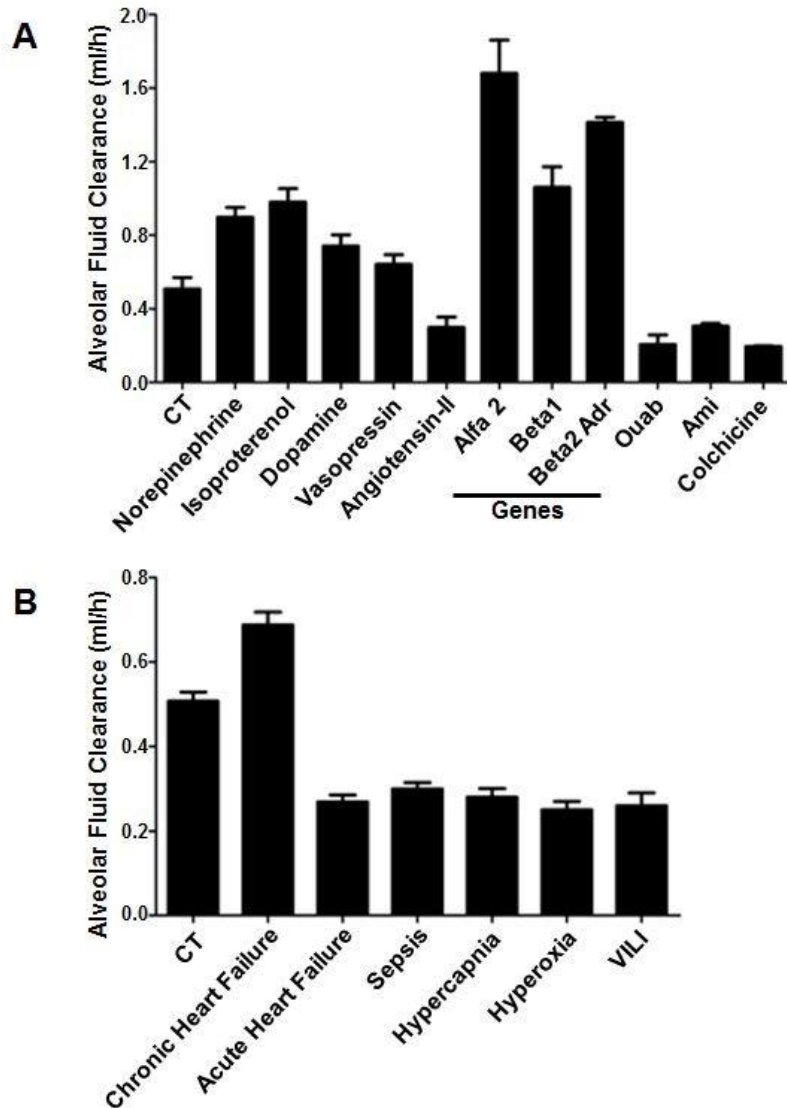 A
Alveolar Fluid Clearance (ml/h)
2.0
1.6
1.2
0.8
0.4
0.0
CT
Norepinephrine
Isoproterenol
Dopamine
Vasopressin
Angiotensin-II
Alfa 2
Beta1
Beta2 Adr
Ouab
Ami
Colchicine
Genes
B
Alveolar Fluid Clearance (ml/h)
0.8
0.6
0.4
0.2
0.0
CT
Chronic Heart Failure
Acute Heart Failure
Sepsis
Hypercapnia
Hyperoxia
VILI